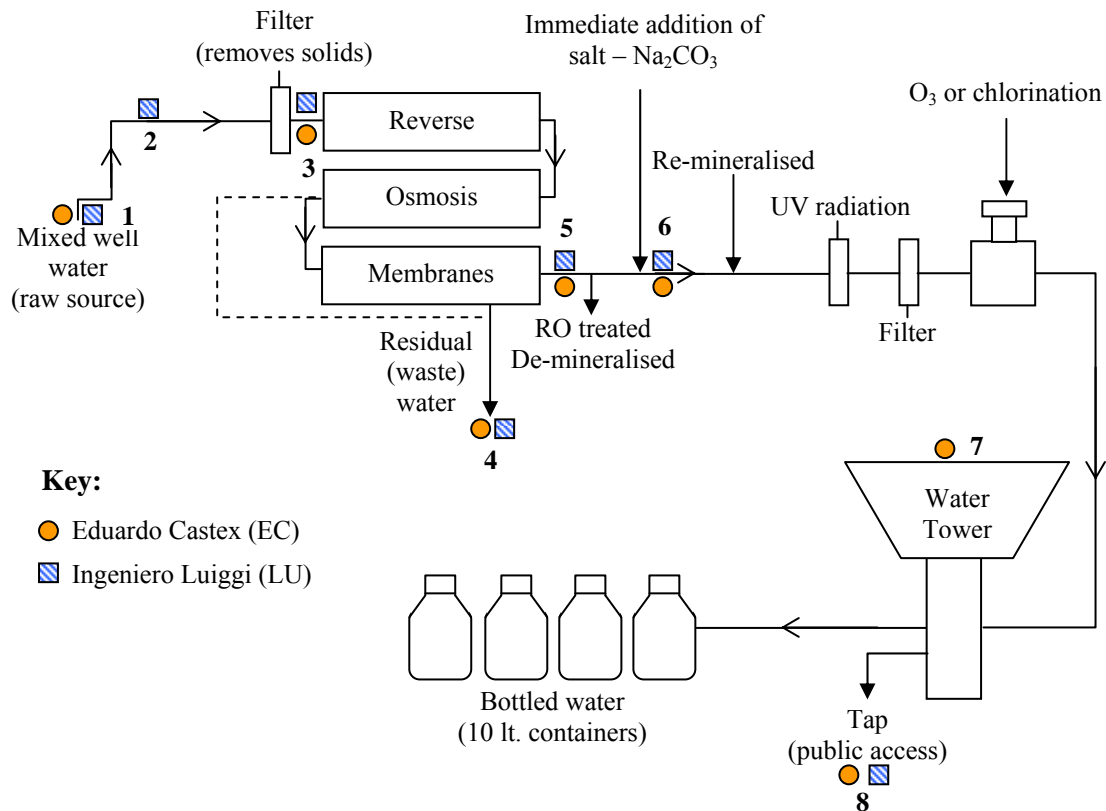 Filter
(removes solids)
Immediate addition of
salt – Na₂CO₃
O₃ or chlorination
Reverse
2
3
Re-mineralised
Osmosis
UV radiation
1
Mixed well
water
(raw source)
5
6
Membranes
RO treated
De-mineralised
Filter
Residual
(waste)
water
4
7
Water
Tower
Key:
Eduardo Castex (EC)
Ingeniero Luiggi (LU)
Bottled water
(10 lt. containers)
Tap
(public access)
8